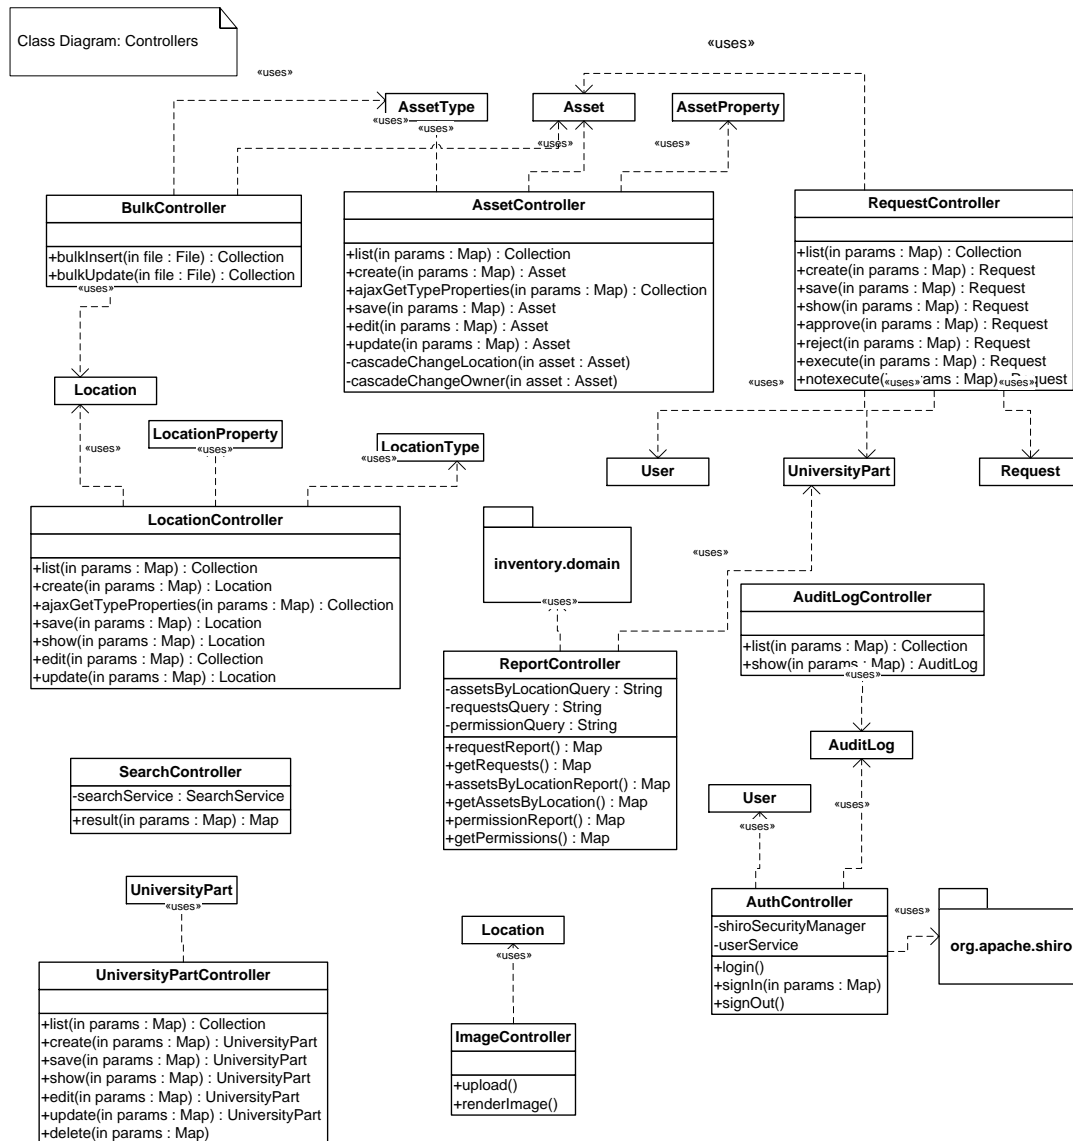 Class Diagram: Controllers
«uses»
«uses»
AssetType
Asset
AssetProperty
«uses»
«uses»
«uses»
«uses»
BulkController
+bulkInsert(in file : File) : Collection
+bulkUpdate(in file : File) : Collection
«uses»
AssetController
+list(in params : Map) : Collection
+create(in params : Map) : Asset
+ajaxGetTypeProperties(in params : Map) : Collection
+save(in params : Map) : Asset
+edit(in params : Map) : Asset
+update(in params : Map) : Asset
-cascadeChangeLocation(in asset : Asset)
-cascadeChangeOwner(in asset : Asset)
RequestController
+list(in params : Map) : Collection
+create(in params : Map) : Request
+save(in params : Map) : Request
+show(in params : Map) : Request
+approve(in params : Map) : Request
+reject(in params : Map) : Request
+execute(in params : Map) : Request
+notexecute(in params : Map) : Request
«uses»
«uses»
«uses»
Location
LocationProperty
LocationType
«uses»
«uses»
«uses»
User
UniversityPart
Request
LocationController
+list(in params : Map) : Collection
+create(in params : Map) : Location
+ajaxGetTypeProperties(in params : Map) : Collection
+save(in params : Map) : Location
+show(in params : Map) : Location
+edit(in params : Map) : Collection
+update(in params : Map) : Location
inventory.domain
«uses»
«uses»
ReportController
-assetsByLocationQuery : String
-requestsQuery : String
-permissionQuery : String
+requestReport() : Map
+getRequests() : Map
+assetsByLocationReport() : Map
+getAssetsByLocation() : Map
+permissionReport() : Map
+getPermissions() : Map
AuditLogController
+list(in params : Map) : Collection
+show(in params : Map) : AuditLog
«uses»
AuditLog
SearchController
-searchService : SearchService
+result(in params : Map) : Map
User
«uses»
«uses»
UniversityPart
«uses»
AuthController
-shiroSecurityManager
-userService
+login()
+signIn(in params : Map)
+signOut()
«uses»
org.apache.shiro
Location
«uses»
UniversityPartController
+list(in params : Map) : Collection
+create(in params : Map) : UniversityPart
+save(in params : Map) : UniversityPart
+show(in params : Map) : UniversityPart
+edit(in params : Map) : UniversityPart
+update(in params : Map) : UniversityPart
+delete(in params : Map)
ImageController
+upload()
+renderImage()